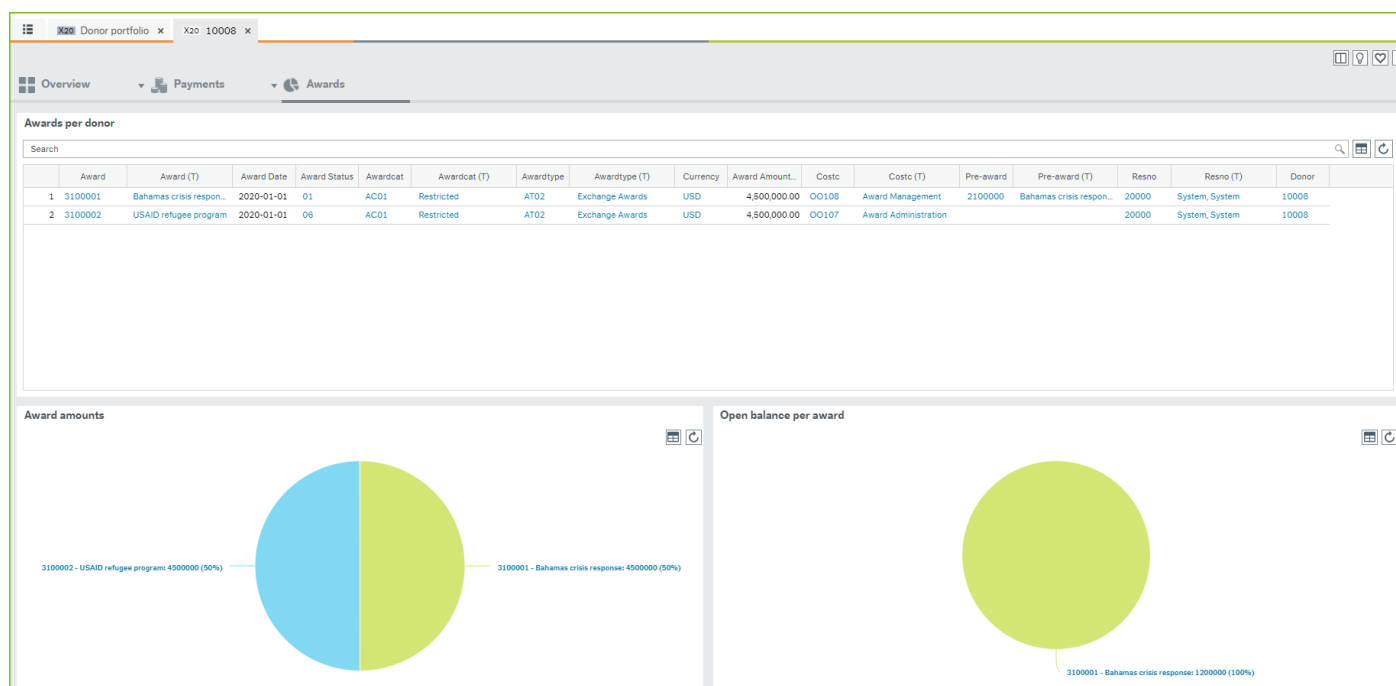 X20 Donor portfolio x X20 10008 x
Overview Payments Awards
Awards per donor
Search
Award Award (T) Award Date Award Status Awardcat Awardcat (T) Awardtype Awardtype (T) Currency Award Amount... Costc Costc (T) Pre-award Pre-award (T) Resno Resno (T) Donor
1 3100001 Bahamas crisis respon... 2020-01-01 01 AC01 Restricted AT02 Exchange Awards USD 4,500,000.00 OO108 Award Management 2100000 Bahamas crisis respon... 20000 System, System 10008
2 3100002 USAID refugee program 2020-01-01 06 AC01 Restricted AT02 Exchange Awards USD 4,500,000.00 OO107 Award Administration 20000 System, System 10008
Award amounts
3100002 - USAID refugee program: 4500000 (50%)
3100001 - Bahamas crisis response: 4500000 (50%)
Open balance per award
3100001 - Bahamas crisis response: 1200000 (100%)